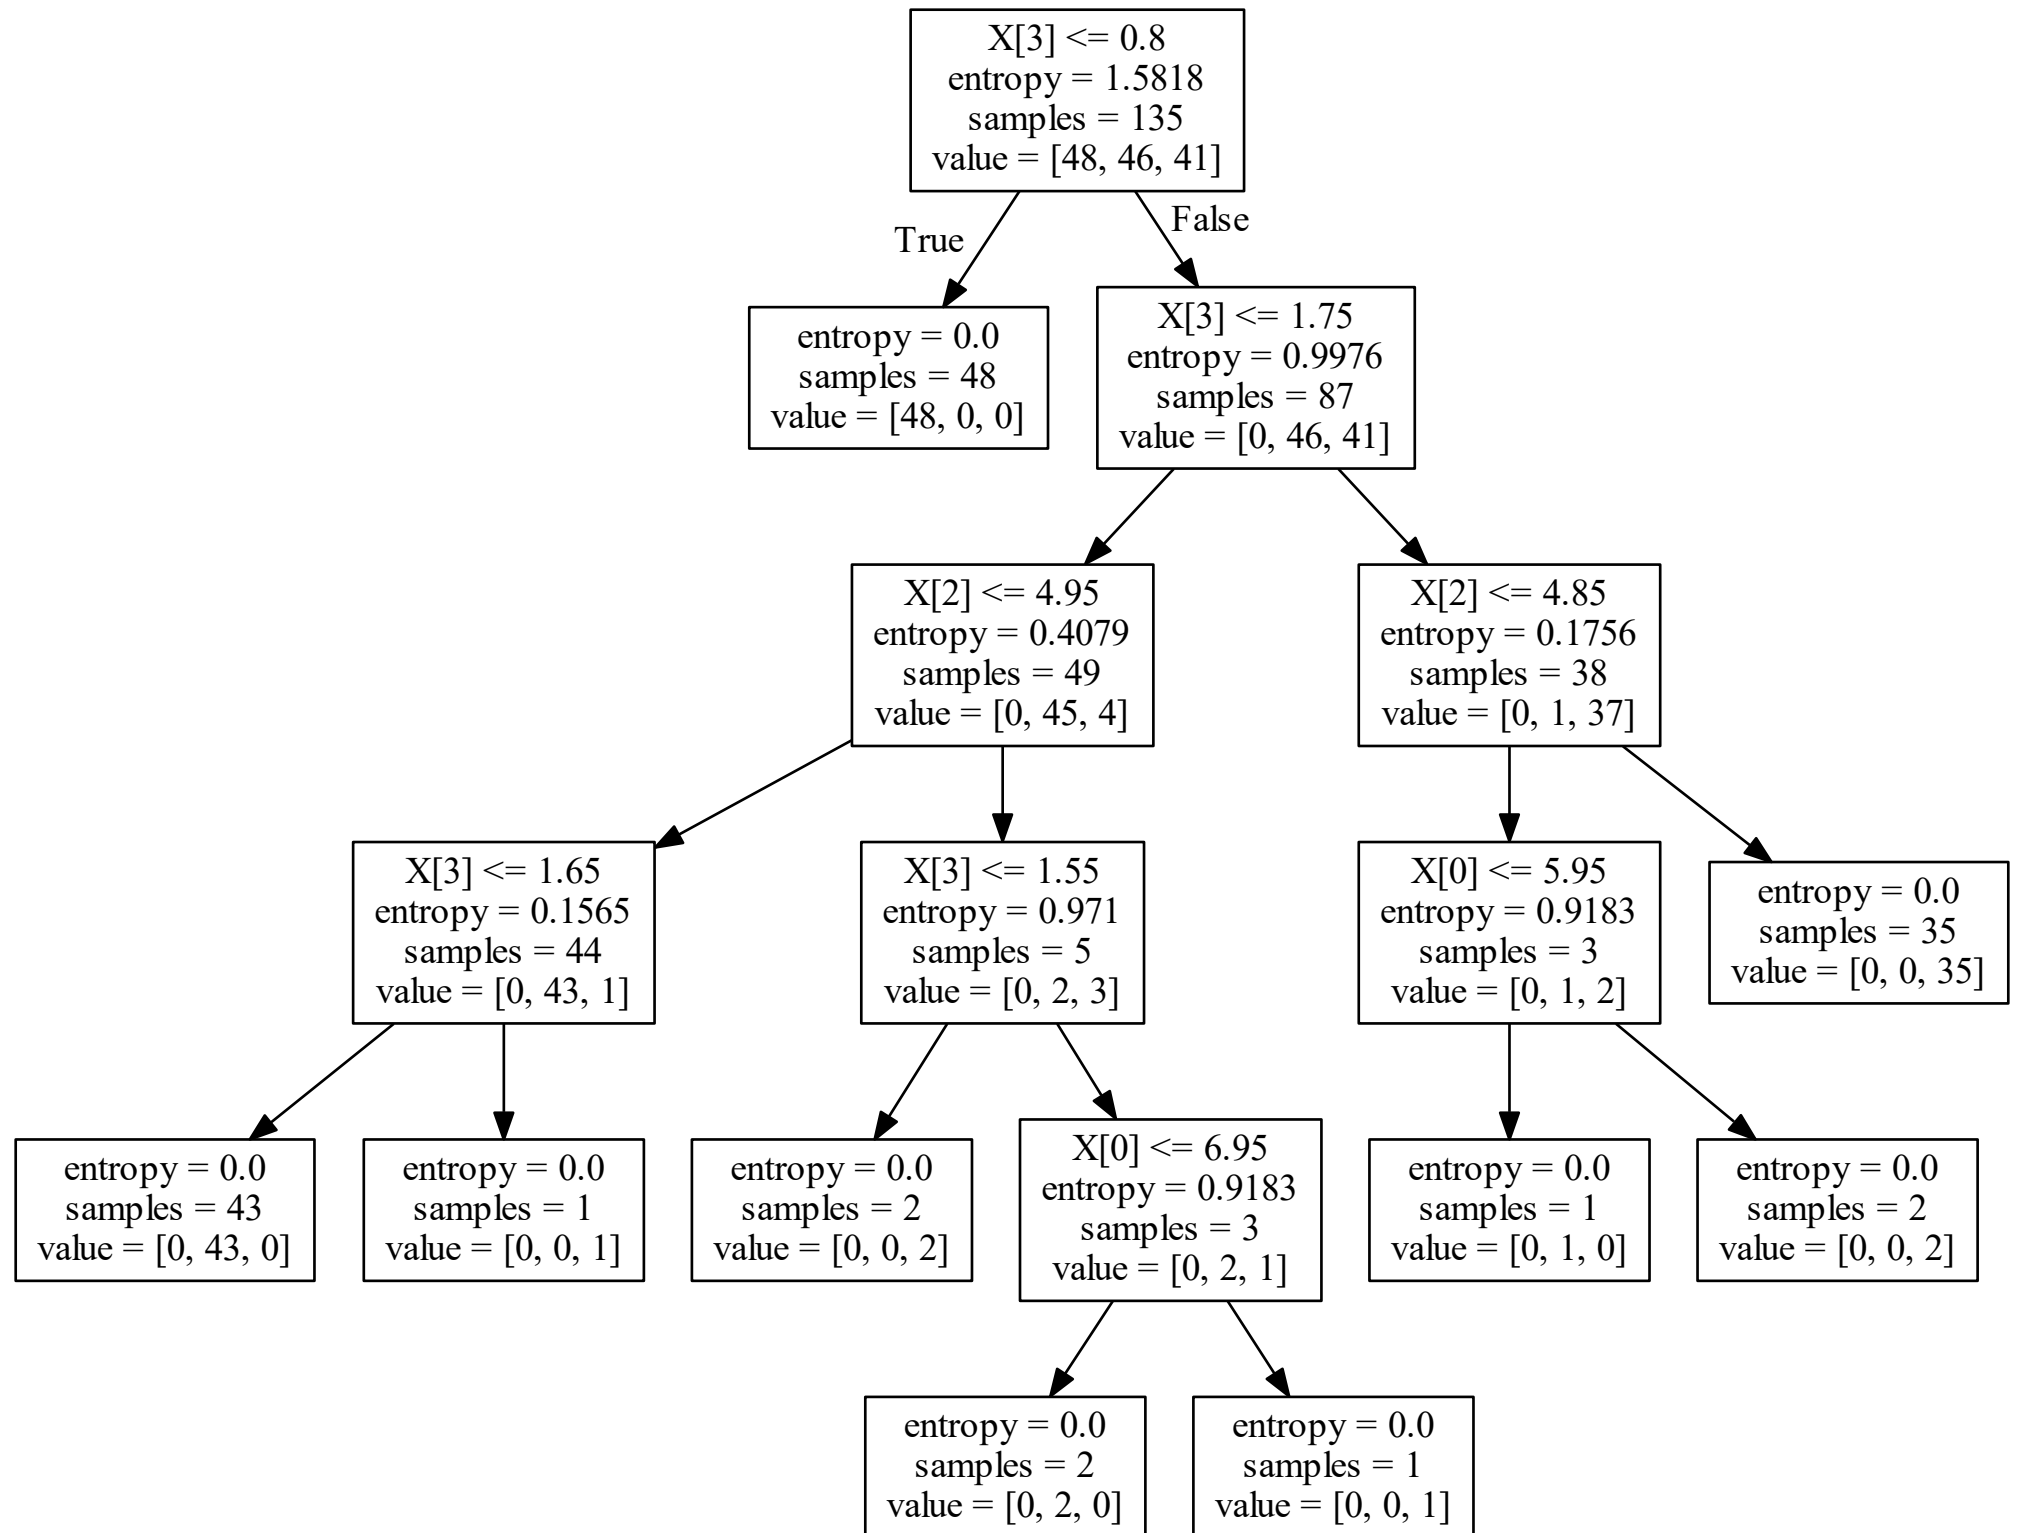 X[3] <= 0.8
entropy = 1.5818
samples = 135
value = [48, 46, 41]
True
False
entropy = 0.0
samples = 48
value = [48, 0, 0]
X[3] <= 1.75
entropy = 0.9976
samples = 87
value = [0, 46, 41]
X[2] <= 4.95
entropy = 0.4079
samples = 49
value = [0, 45, 4]
X[2] <= 4.85
entropy = 0.1756
samples = 38
value = [0, 1, 37]
X[3] <= 1.65
entropy = 0.1565
samples = 44
value = [0, 43, 1]
X[3] <= 1.55
entropy = 0.971
samples = 5
value = [0, 2, 3]
X[0] <= 5.95
entropy = 0.9183
samples = 3
value = [0, 1, 2]
entropy = 0.0
samples = 35
value = [0, 0, 35]
entropy = 0.0
samples = 43
value = [0, 43, 0]
entropy = 0.0
samples = 1
value = [0, 0, 1]
entropy = 0.0
samples = 2
value = [0, 0, 2]
X[0] <= 6.95
entropy = 0.9183
samples = 3
value = [0, 2, 1]
entropy = 0.0
samples = 1
value = [0, 1, 0]
entropy = 0.0
samples = 2
value = [0, 0, 2]
entropy = 0.0
samples = 2
value = [0, 2, 0]
entropy = 0.0
samples = 1
value = [0, 0, 1]